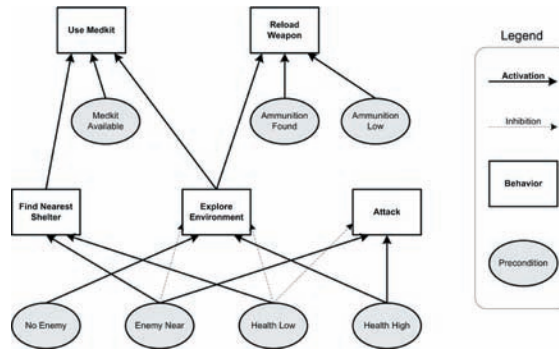 Use Medkit
Reload
Weapon
Legend
Activation
Medkit
Available
Ammunition
Found
Ammunition
Low
Inhibition
Behavior
Find Nearest
Shelter
Explore
Environment
Attack
Precondition
No Enemy
Enemy Near
Health Low
Health High